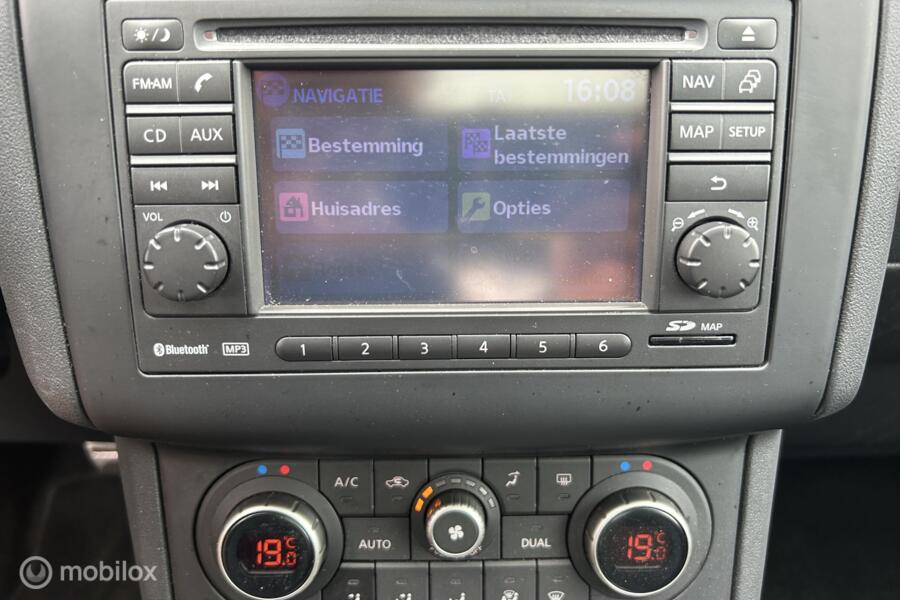 FM·AM
CD AUX
VOL
NAVIGATIE TA 16:08
Bestemming
Laatste
bestemmingen
Huisadres
Opties
NAV
MAP SETUP
Bluetooth MP3
1 2 3 4 5 6
SD MAP
A/C
AUTO
DUAL
19.0°C
19.0°C
mobilox